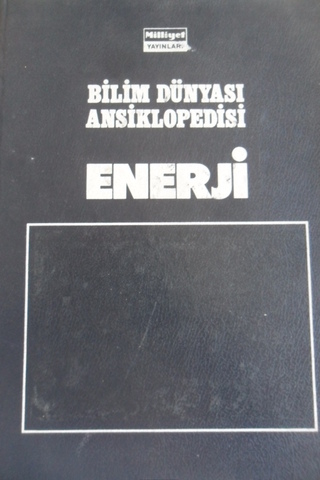 Milliyet
YAYINLARI
BİLİM DÜNYASI
ANSİKLOPEDİSİ
ENERJİ